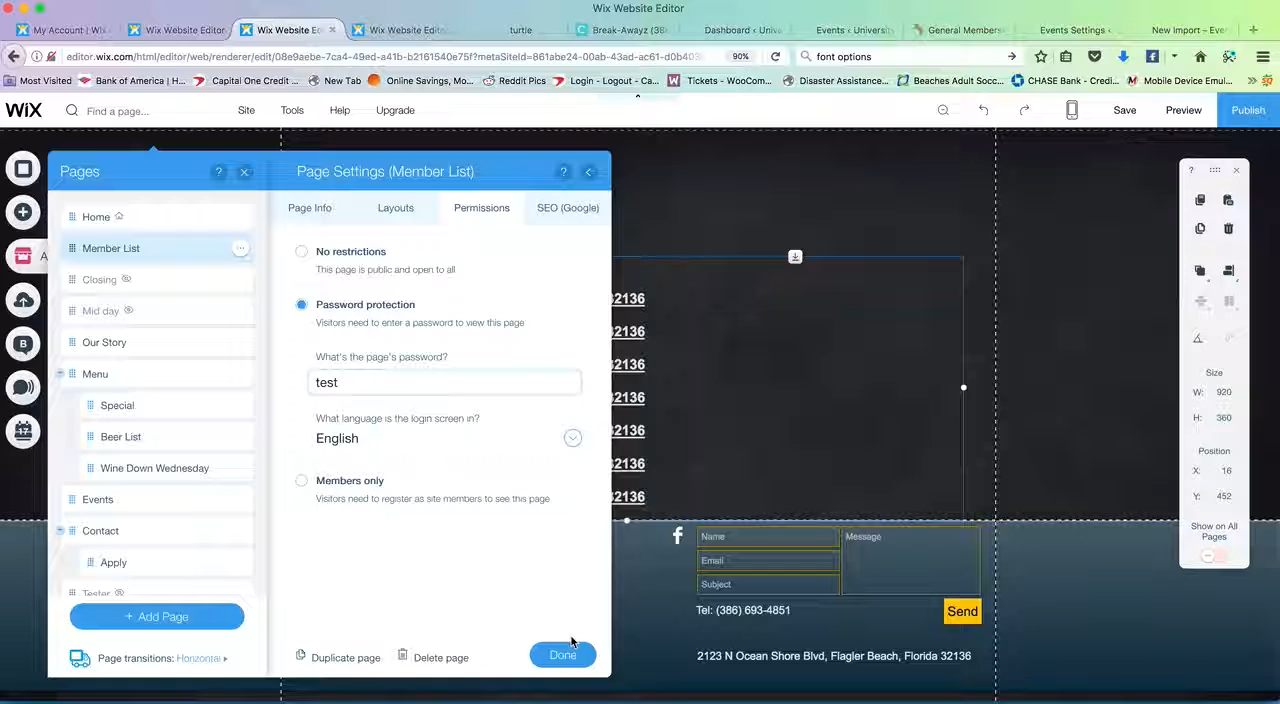 Wix Website Editor
My Account | Wix
Wix Website Editor
Wix Website Ed
Wix Website Edito
turtle
Break-Awayz (38
Dashboard ‹ Unive
Events ‹ Universit
General Members
Events Settings ‹
New Import – Eve
editor.wix.com/html/editor/web/renderer/edit/08e9aebe-7ca4-49ed-a41b-b2161540c75f?metaSiteId=861abe24-00ab-43ad-ac61-d0b403
90%
font options
Most Visited
Bank of America | H...
Capital One Credit ...
New Tab
Online Savings, Mo...
Reddit Pics
Login - Logout - Ca...
Tickets - WooCom...
Disaster Assistance...
Beaches Adult Socc...
CHASE Bank - Credi...
Mobile Device Emul...
WiX
Find a page...
Site
Tools
Help
Upgrade
Save
Preview
Publish
Pages
?
Page Settings (Member List)
?
Home
Member List
Closing
Mid day
Our Story
Menu
Special
Beer List
Wine Down Wednesday
Events
Contact
Apply
Tester
+ Add Page
Page transitions: Horizontal
Page Info
Layouts
Permissions
SEO (Google)
No restrictions
This page is public and open to all
Password protection
Visitors need to enter a password to view this page
What's the page's password?
test
What language is the login screen in?
English
Members only
Visitors need to register as site members to see this page
Duplicate page
Delete page
Done
32136
32136
32136
32136
32136
32136
32136
Name
Email
Subject
Message
Tel: (386) 693-4851
Send
2123 N Ocean Shore Blvd, Flagler Beach, Florida 32136
?
Size
W: 920
H: 360
Position
X: 16
Y: 452
Show on All
Pages